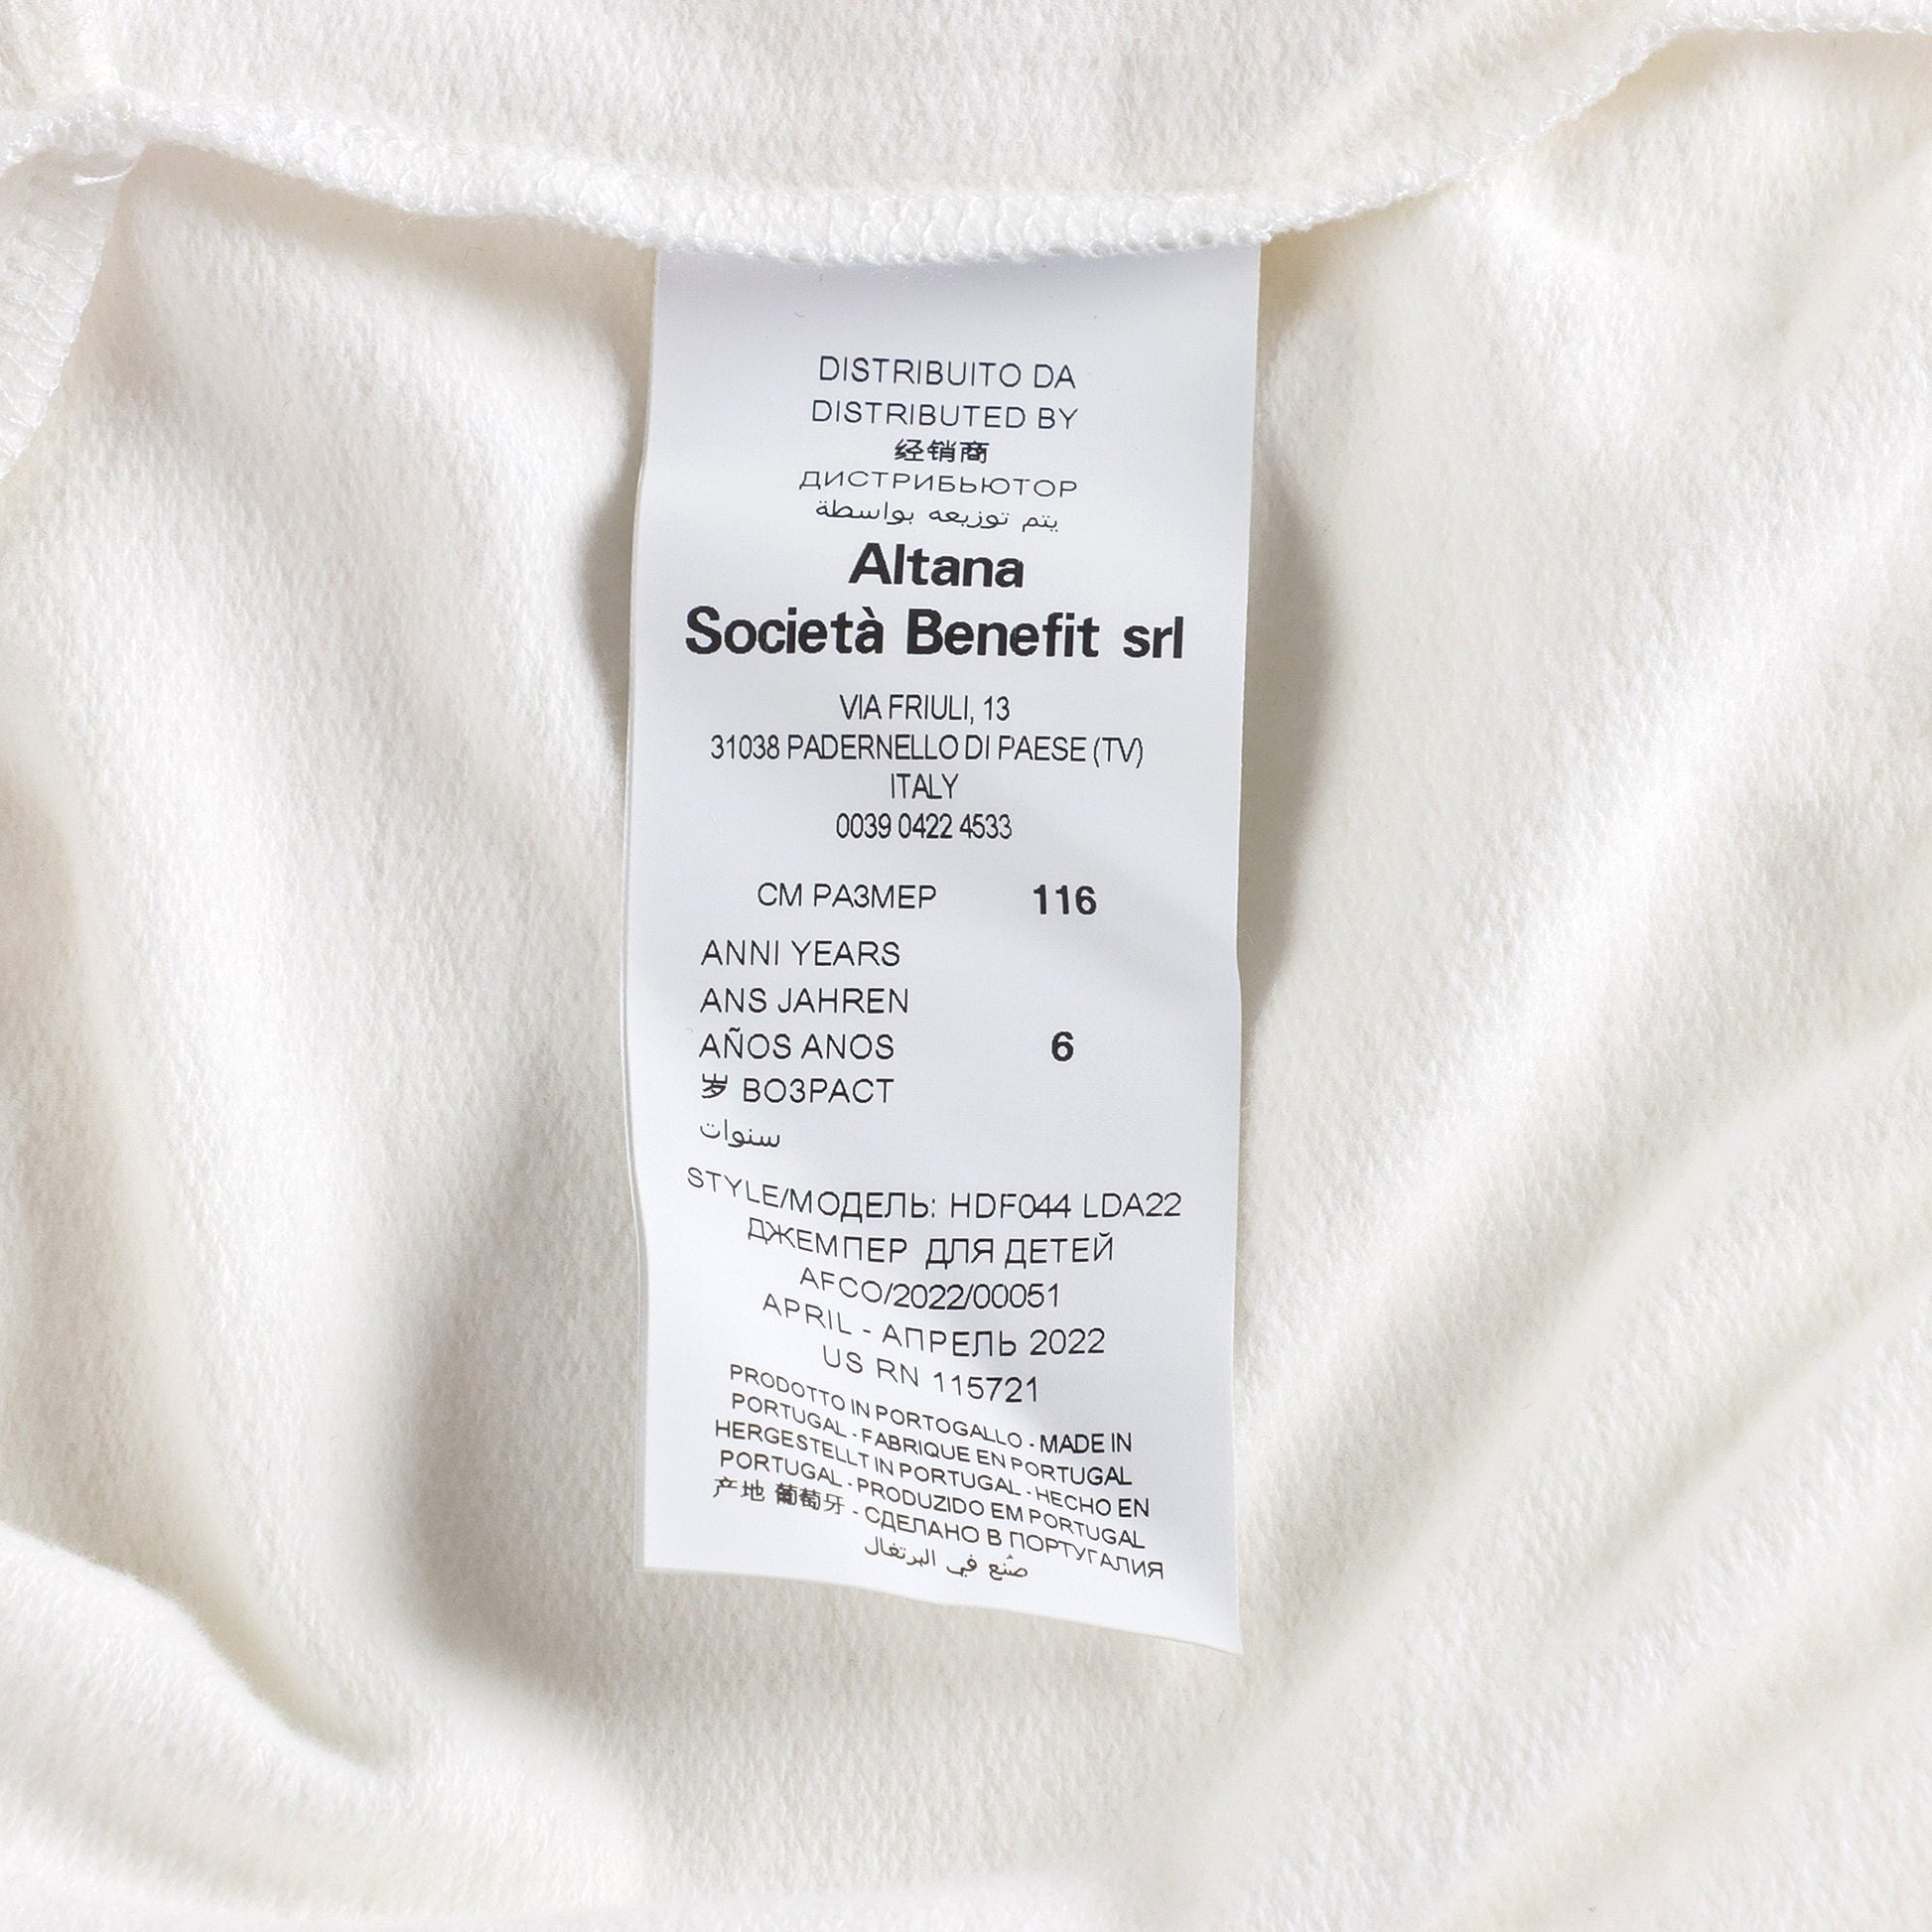 DISTRIBUITO DA
DISTRIBUTED BY
经销商
ДИСТРИБЬЮТОР
يتم توزيعه بواسطة
Altana
Società Benefit srl
VIA FRIULI, 13
31038 PADERNELLO DI PAESE (TV)
ITALY
0039 0422 4533
СМ РАЗМЕР 116
ANNI YEARS
ANS JAHREN
AÑOS ANOS 6
岁 ВОЗРАСТ
سنوات
STYLE/МОДЕЛЬ: HDF044 LDA22
ДЖЕМПЕР ДЛЯ ДЕТЕЙ
AFCO/2022/00051
APRIL - АПРЕЛЬ 2022
US RN 115721
PRODOTTO IN PORTOGALLO - MADE IN
PORTUGAL - FABRIQUE EN PORTUGAL
HERGESTELLT IN PORTUGAL - HECHO EN
PORTUGAL - PRODUZIDO EM PORTUGAL
产地 葡萄牙 - СДЕЛАНО В ПОРТУГАЛИЯ
صُنع في البرتغال